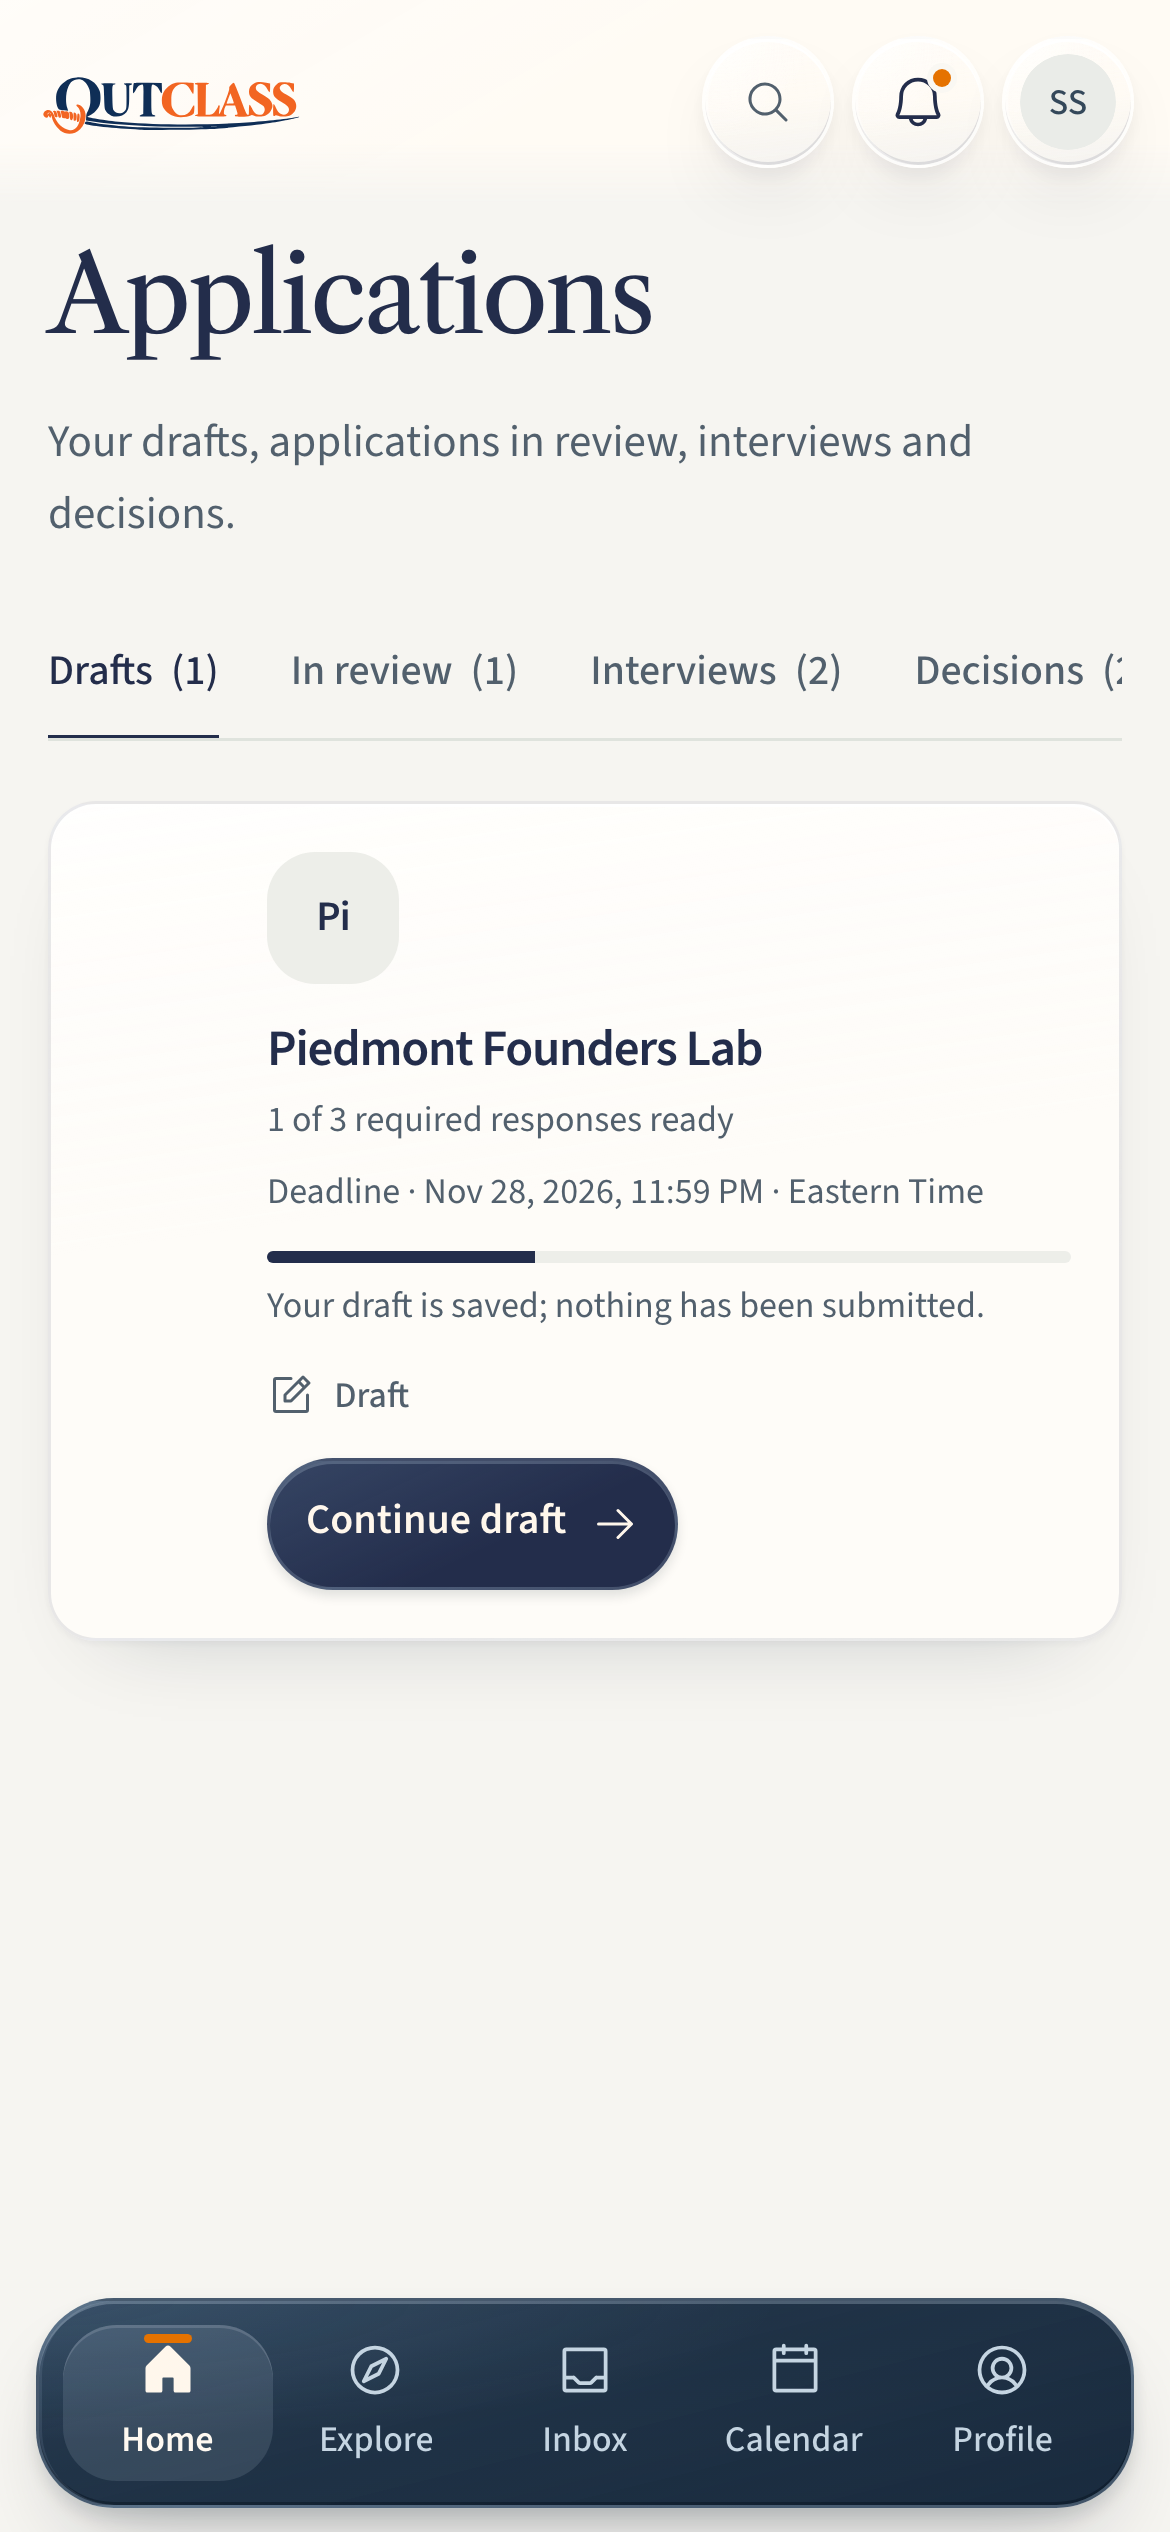 OUTCLASS
SS
Applications
Your drafts, applications in review, interviews and
decisions.
Drafts (1) In review (1) Interviews (2) Decisions
Pi
Piedmont Founders Lab
1 of 3 required responses ready
Deadline · Nov 28, 2026, 11:59 PM · Eastern Time
Your draft is saved; nothing has been submitted.
Draft
Continue draft
Home Explore Inbox Calendar Profile